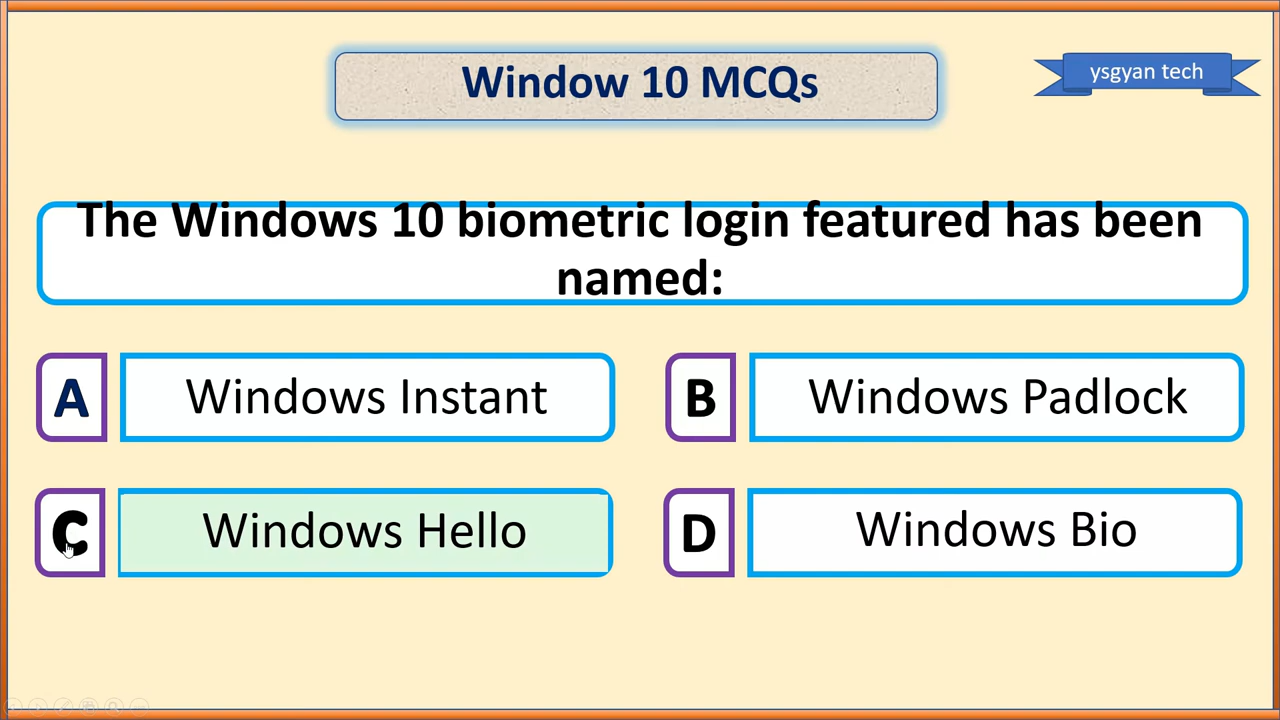 Window 10 MCQs
ysgyan tech
The Windows 10 biometric login featured has been
named:
A
Windows Instant
B
Windows Padlock
C
Windows Hello
D
Windows Bio